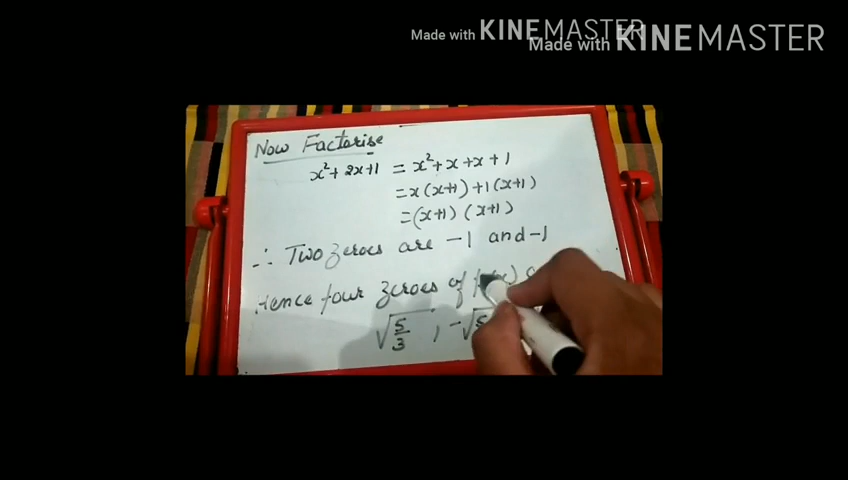 Made with KINEMASTER
Made with KINEMASTER
Now Factorise
x²+ 2x+1 = x²+ x +x + 1
= x (x+1) +1 (x+1)
= (x+1) (x+1)
∴ Two zeroes are -1 and -1
Hence four zeroes of
√5/3 , -√5